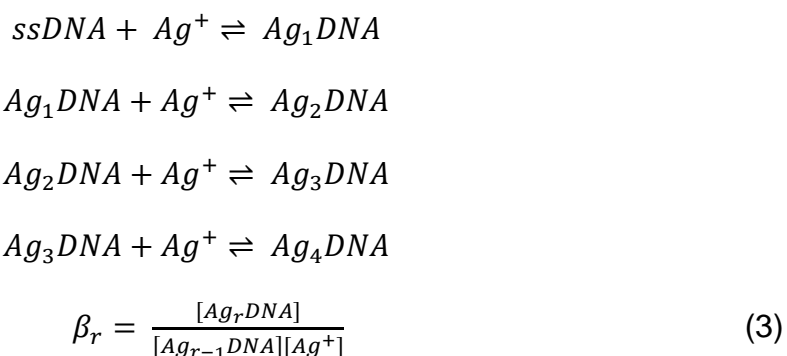 ssDNA + Ag⁺ ⇌ Ag₁DNA
Ag₁DNA + Ag⁺ ⇌ Ag₂DNA
Ag₂DNA + Ag⁺ ⇌ Ag₃DNA
Ag₃DNA + Ag⁺ ⇌ Ag₄DNA
βᵣ = [AgᵣDNA] / [Agᵣ₋₁DNA][Ag⁺] (3)